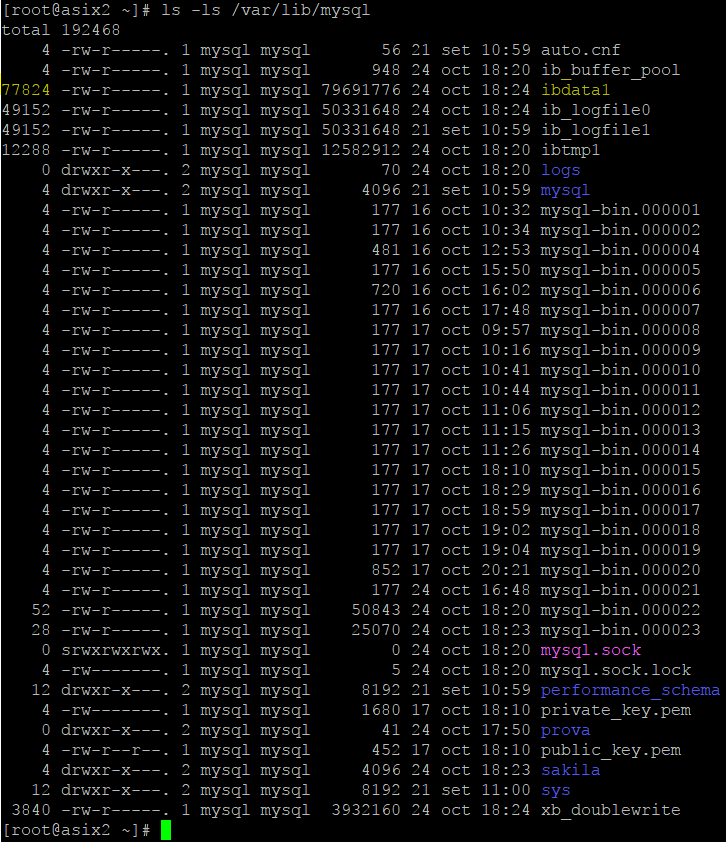 [root@asix2 ~]# ls -ls /var/lib/mysql
total 192468
4 -rw-r-----. 1 mysql mysql 56 21 set 10:59 auto.cnf
4 -rw-r-----. 1 mysql mysql 948 24 oct 18:20 ib_buffer_pool
77824 -rw-r-----. 1 mysql mysql 79691776 24 oct 18:24 ibdata1
49152 -rw-r-----. 1 mysql mysql 50331648 24 oct 18:24 ib_logfile0
49152 -rw-r-----. 1 mysql mysql 50331648 21 set 10:59 ib_logfile1
12288 -rw-r-----. 1 mysql mysql 12582912 24 oct 18:20 ibtmp1
0 drwxr-x---. 2 mysql mysql 70 24 oct 18:20 logs
4 drwxr-x---. 2 mysql mysql 4096 21 set 10:59 mysql
4 -rw-r-----. 1 mysql mysql 177 16 oct 10:32 mysql-bin.000001
4 -rw-r-----. 1 mysql mysql 177 16 oct 10:34 mysql-bin.000002
4 -rw-r-----. 1 mysql mysql 481 16 oct 12:53 mysql-bin.000004
4 -rw-r-----. 1 mysql mysql 177 16 oct 15:50 mysql-bin.000005
4 -rw-r-----. 1 mysql mysql 720 16 oct 16:02 mysql-bin.000006
4 -rw-r-----. 1 mysql mysql 177 16 oct 17:48 mysql-bin.000007
4 -rw-r-----. 1 mysql mysql 177 17 oct 09:57 mysql-bin.000008
4 -rw-r-----. 1 mysql mysql 177 17 oct 10:16 mysql-bin.000009
4 -rw-r-----. 1 mysql mysql 177 17 oct 10:41 mysql-bin.000010
4 -rw-r-----. 1 mysql mysql 177 17 oct 10:44 mysql-bin.000011
4 -rw-r-----. 1 mysql mysql 177 17 oct 11:06 mysql-bin.000012
4 -rw-r-----. 1 mysql mysql 177 17 oct 11:15 mysql-bin.000013
4 -rw-r-----. 1 mysql mysql 177 17 oct 11:26 mysql-bin.000014
4 -rw-r-----. 1 mysql mysql 177 17 oct 18:10 mysql-bin.000015
4 -rw-r-----. 1 mysql mysql 177 17 oct 18:29 mysql-bin.000016
4 -rw-r-----. 1 mysql mysql 177 17 oct 18:59 mysql-bin.000017
4 -rw-r-----. 1 mysql mysql 177 17 oct 19:02 mysql-bin.000018
4 -rw-r-----. 1 mysql mysql 177 17 oct 19:04 mysql-bin.000019
4 -rw-r-----. 1 mysql mysql 852 17 oct 20:21 mysql-bin.000020
4 -rw-r-----. 1 mysql mysql 177 24 oct 16:48 mysql-bin.000021
52 -rw-r-----. 1 mysql mysql 50843 24 oct 18:20 mysql-bin.000022
28 -rw-r-----. 1 mysql mysql 25070 24 oct 18:23 mysql-bin.000023
0 srwxrwxrwx. 1 mysql mysql 0 24 oct 18:20 mysql.sock
4 -rw-------. 1 mysql mysql 5 24 oct 18:20 mysql.sock.lock
12 drwxr-x---. 2 mysql mysql 8192 21 set 10:59 performance_schema
4 -rw-------. 1 mysql mysql 1680 17 oct 18:10 private_key.pem
0 drwxr-x---. 2 mysql mysql 41 24 oct 17:50 prova
4 -rw-r--r--. 1 mysql mysql 452 17 oct 18:10 public_key.pem
4 drwxr-x---. 2 mysql mysql 4096 24 oct 18:23 sakila
12 drwxr-x---. 2 mysql mysql 8192 21 set 11:00 sys
3840 -rw-r-----. 1 mysql mysql 3932160 24 oct 18:24 xb_doublewrite
[root@asix2 ~]#